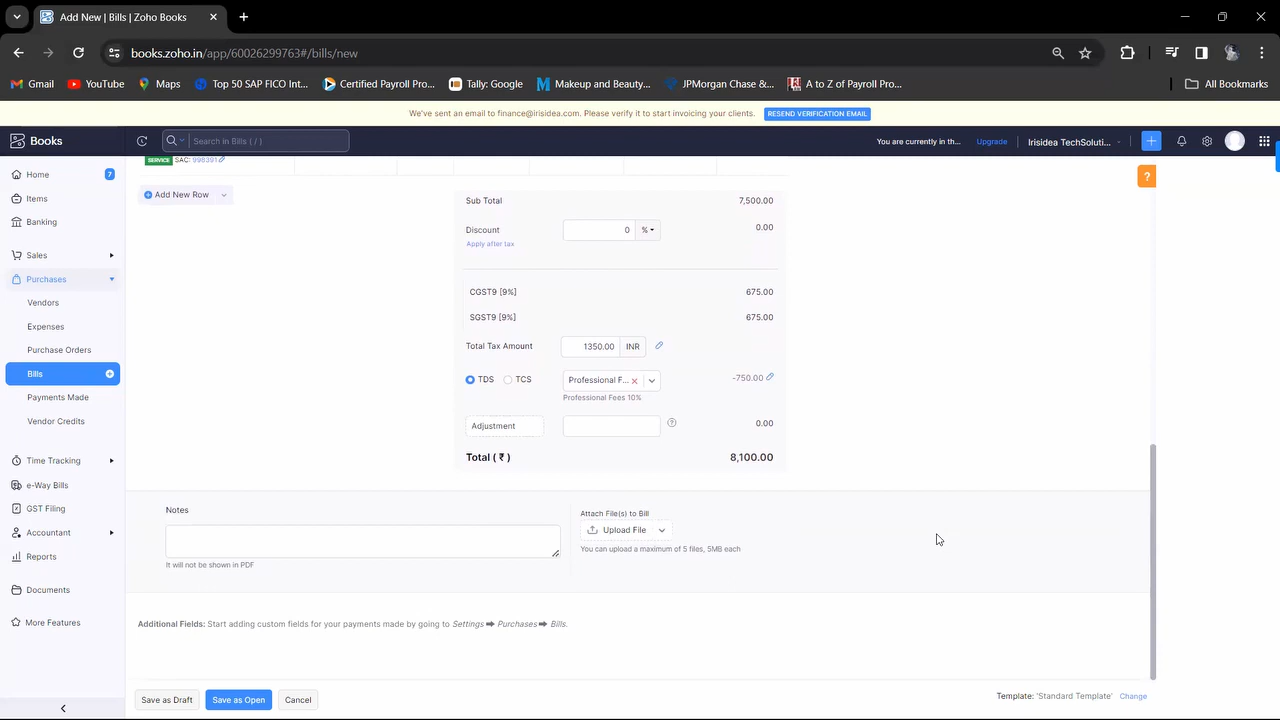 Add New | Bills | Zoho Books
books.zoho.in/app/60026299763#/bills/new
Gmail
YouTube
Maps
Top 50 SAP FICO Int...
Certified Payroll Pro...
Tally: Google
Makeup and Beauty...
JPMorgan Chase &...
A to Z of Payroll Pro...
All Bookmarks
We've sent an email to finance@irisidea.com. Please verify it to start invoicing your clients.
RESEND VERIFICATION EMAIL
Books
Search in Bills ( / )
You are currently in th...
Upgrade
Irisidea TechSoluti...
Home
7
Items
Banking
Sales
Purchases
Vendors
Expenses
Purchase Orders
Bills
Payments Made
Vendor Credits
Time Tracking
e-Way Bills
GST Filing
Accountant
Reports
Documents
More Features
SERVICE SAC: 998391
Add New Row
?
Sub Total 7,500.00
Discount 0 % 0.00
Apply after tax
CGST9 [9%] 675.00
SGST9 [9%] 675.00
Total Tax Amount 1350.00 INR
TDS TCS Professional F... -750.00
Professional Fees 10%
Adjustment ? 0.00
Total ( ₹ ) 8,100.00
Notes
It will not be shown in PDF
Attach File(s) to Bill
Upload File
You can upload a maximum of 5 files, 5MB each
Additional Fields: Start adding custom fields for your payments made by going to Settings ➡ Purchases ➡ Bills.
Save as Draft
Save as Open
Cancel
Template: 'Standard Template' Change